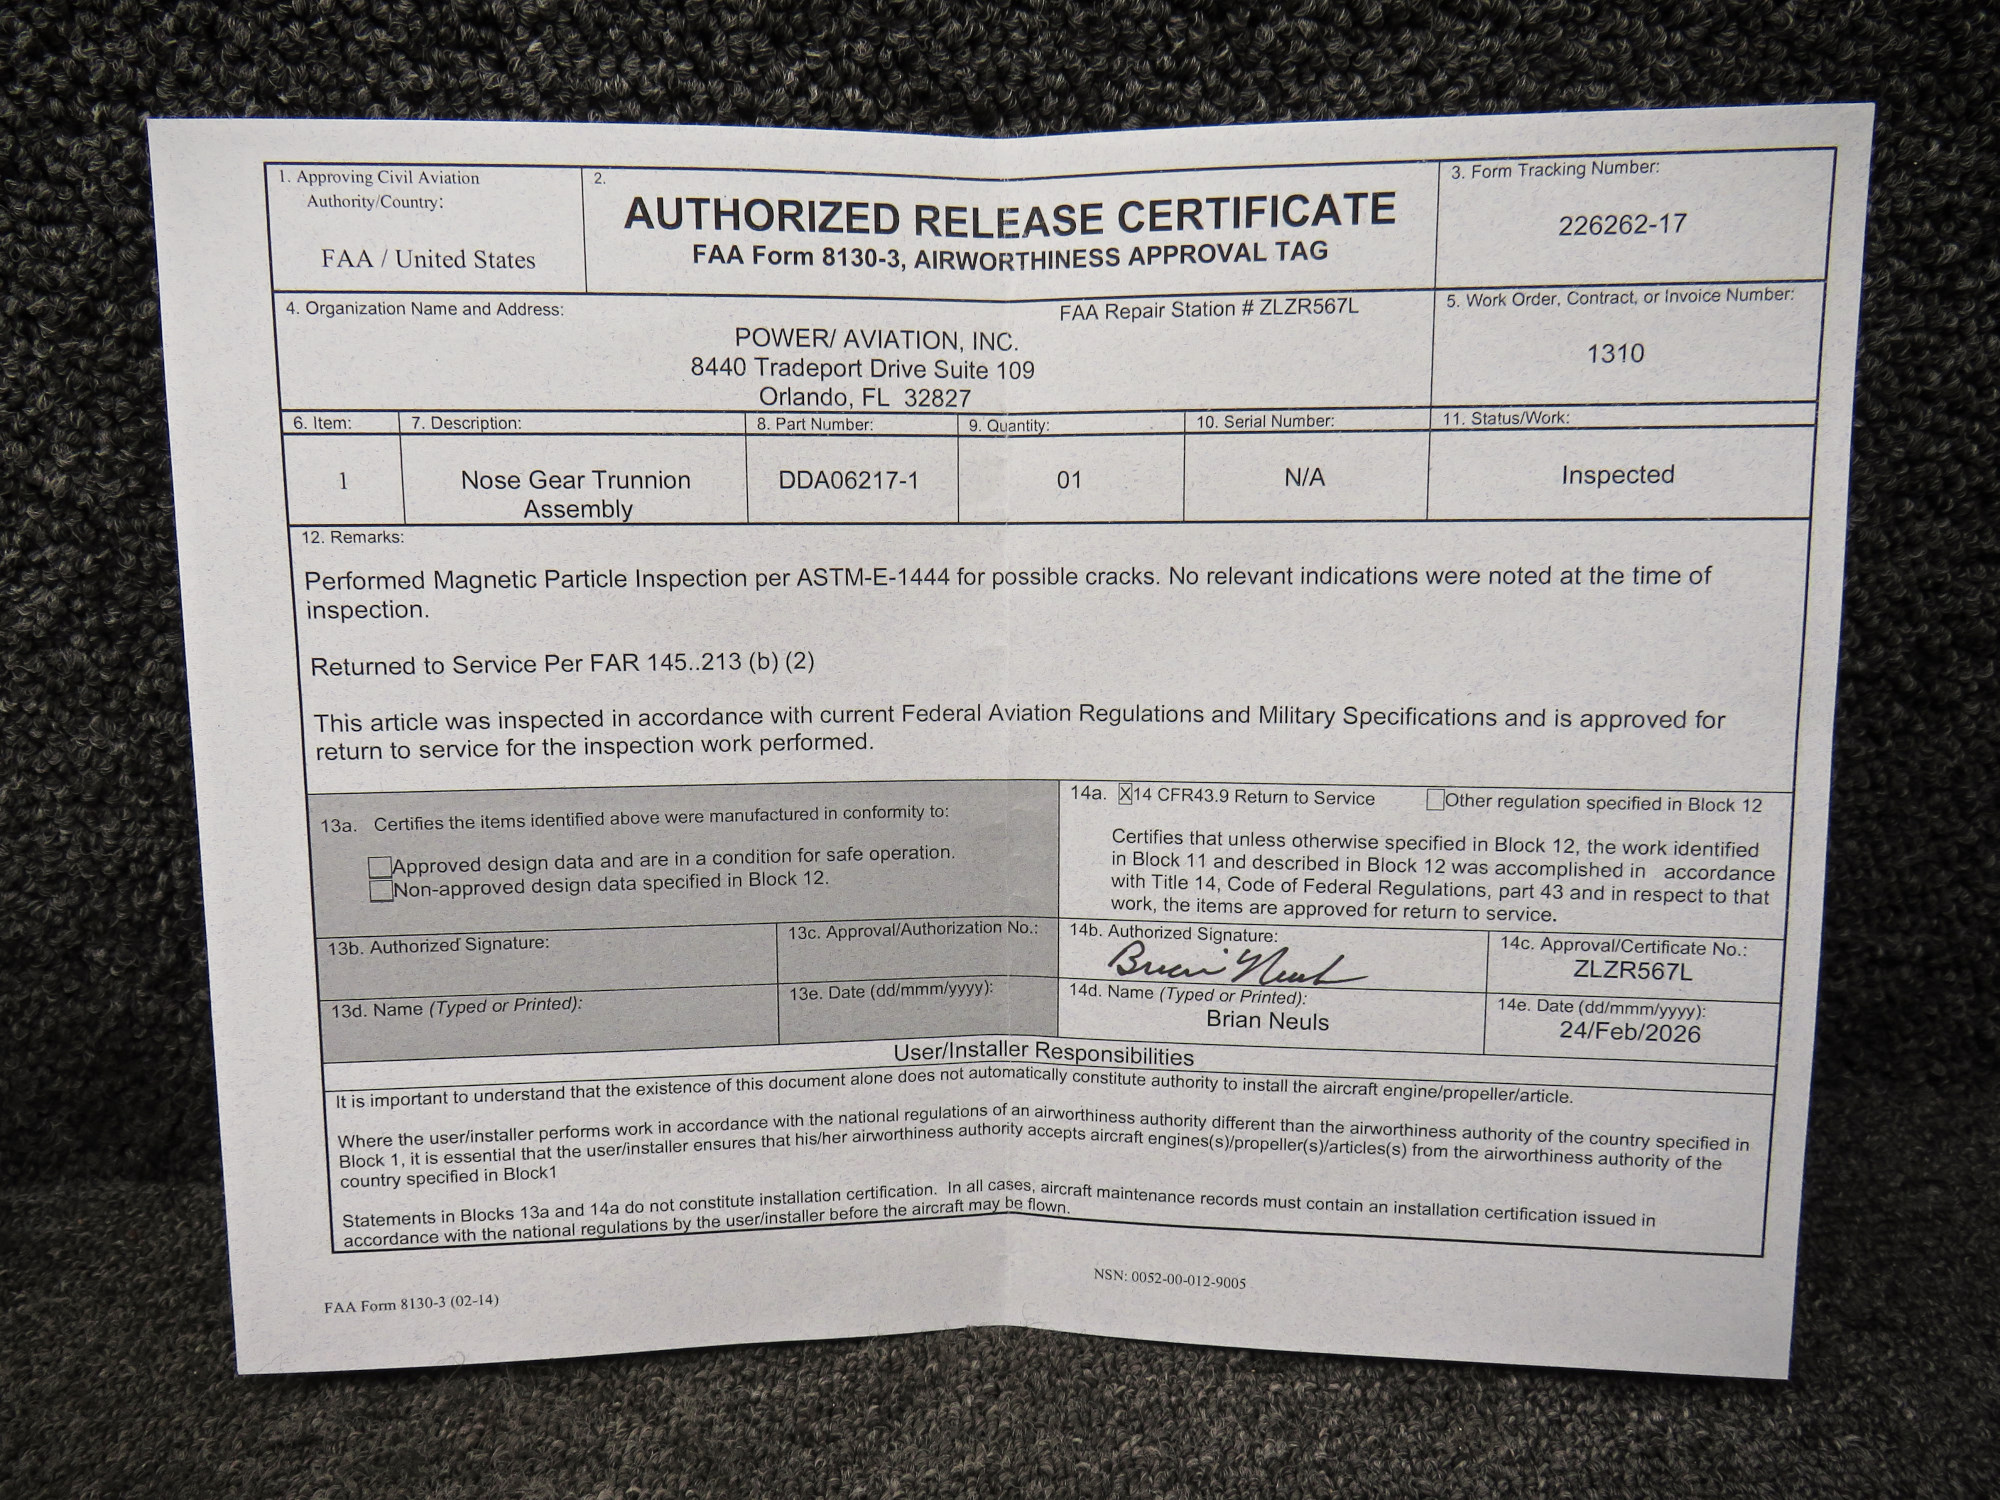 1. Approving Civil Aviation
Authority/Country:
FAA / United States
2.
AUTHORIZED RELEASE CERTIFICATE
FAA Form 8130-3, AIRWORTHINESS APPROVAL TAG
3. Form Tracking Number:
226262-17
4. Organization Name and Address:
FAA Repair Station # ZLZR567L
POWER/ AVIATION, INC.
8440 Tradeport Drive Suite 109
Orlando, FL 32827
5. Work Order, Contract, or Invoice Number:
1310
6. Item:
7. Description:
8. Part Number:
9. Quantity:
10. Serial Number:
11. Status/Work:
1
Nose Gear Trunnion
Assembly
DDA06217-1
01
N/A
Inspected
12. Remarks:
Performed Magnetic Particle Inspection per ASTM-E-1444 for possible cracks. No relevant indications were noted at the time of
inspection.
Returned to Service Per FAR 145..213 (b) (2)
This article was inspected in accordance with current Federal Aviation Regulations and Military Specifications and is approved for
return to service for the inspection work performed.
13a. Certifies the items identified above were manufactured in conformity to:
Approved design data and are in a condition for safe operation.
Non-approved design data specified in Block 12.
14a. X 14 CFR43.9 Return to Service
Other regulation specified in Block 12
Certifies that unless otherwise specified in Block 12, the work identified
in Block 11 and described in Block 12 was accomplished in accordance
with Title 14, Code of Federal Regulations, part 43 and in respect to that
work, the items are approved for return to service.
13b. Authorized Signature:
13c. Approval/Authorization No.:
14b. Authorized Signature:
Brian Neuls
14c. Approval/Certificate No.:
ZLZR567L
13d. Name (Typed or Printed):
13e. Date (dd/mmm/yyyy):
14d. Name (Typed or Printed):
Brian Neuls
14e. Date (dd/mmm/yyyy):
24/Feb/2026
User/Installer Responsibilities
It is important to understand that the existence of this document alone does not automatically constitute authority to install the aircraft engine/propeller/article.
Where the user/installer performs work in accordance with the national regulations of an airworthiness authority different than the airworthiness authority of the country specified in
Block 1, it is essential that the user/installer ensures that his/her airworthiness authority accepts aircraft engines(s)/propeller(s)/articles(s) from the airworthiness authority of the
country specified in Block1
Statements in Blocks 13a and 14a do not constitute installation certification. In all cases, aircraft maintenance records must contain an installation certification issued in
accordance with the national regulations by the user/installer before the aircraft may be flown.
FAA Form 8130-3 (02-14)
NSN: 0052-00-012-9005